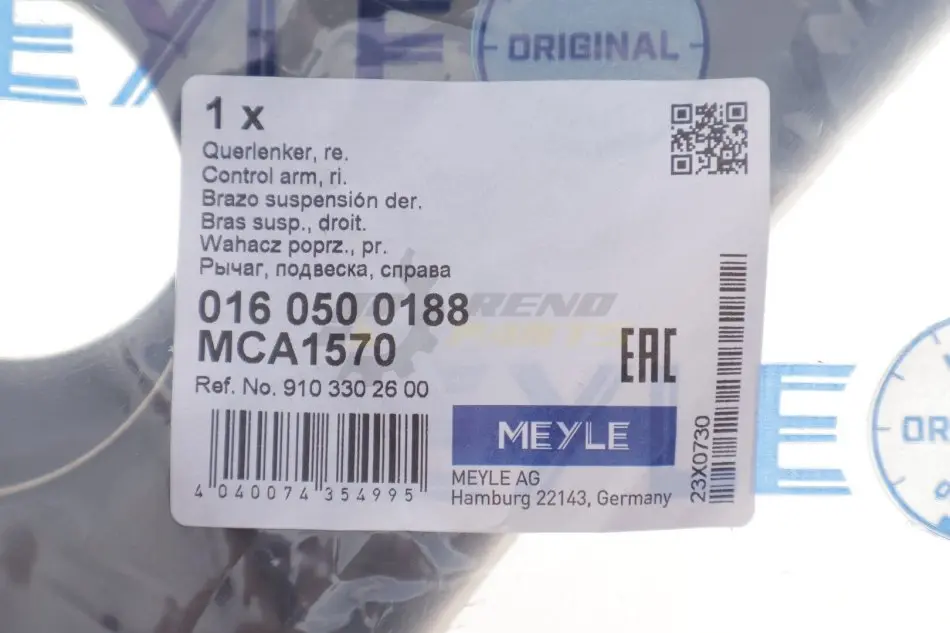 ORIGINAL
1 x
Querlenker, re.
Control arm, ri.
Brazo suspensión der.
Bras susp., droit.
Wahacz poprz., pr.
Рычаг, подвеска, справа
016 050 0188
MCA1570
Ref. No. 910 330 26 00
4 040074 354995
EAC
MEYLE
MEYLE AG
Hamburg 22143, Germany
23X0730
TREND
PARTS